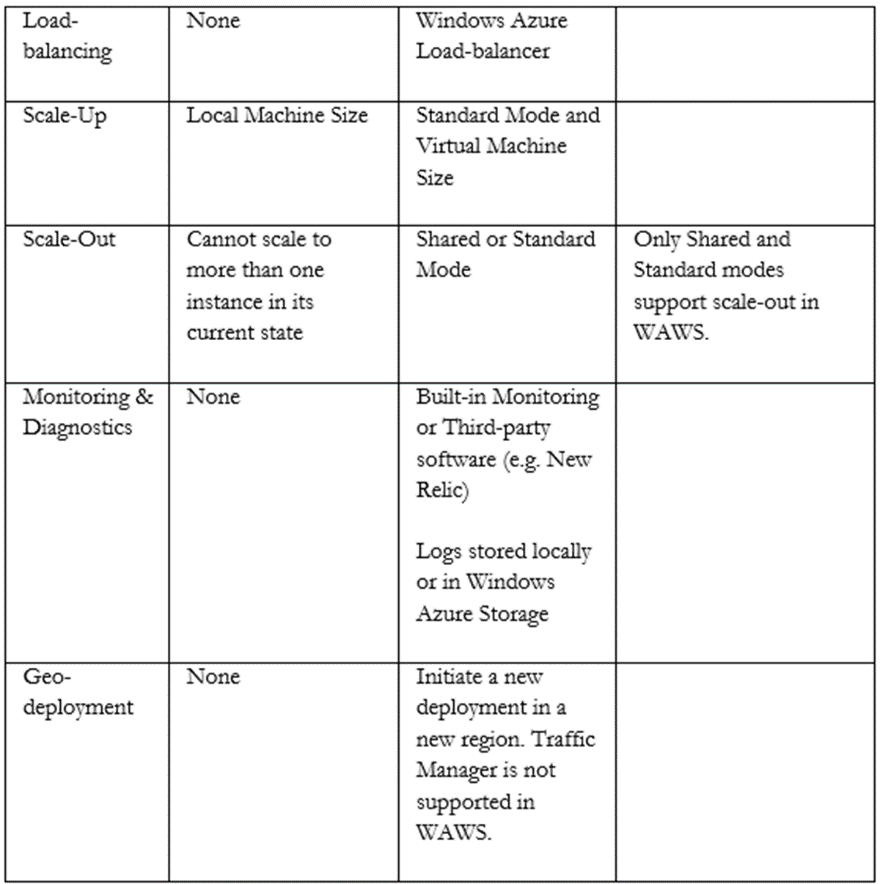 Load-
balancing
None
Windows Azure
Load-balancer
Scale-Up
Local Machine Size
Standard Mode and
Virtual Machine
Size
Scale-Out
Cannot scale to
more than one
instance in its
current state
Shared or Standard
Mode
Only Shared and
Standard modes
support scale-out in
WAWS.
Monitoring &
Diagnostics
None
Built-in Monitoring
or Third-party
software (e.g. New
Relic)
Logs stored locally
or in Windows
Azure Storage
Geo-
deployment
None
Initiate a new
deployment in a
new region. Traffic
Manager is not
supported in
WAWS.